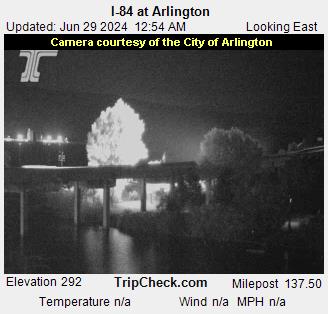 I-84 at Arlington
Updated: Jun 29 2024 12:54 AM Looking East
Camera courtesy of the City of Arlington
Elevation 292 TripCheck.com Milepost 137.50
Temperature n/a Wind n/a MPH n/a